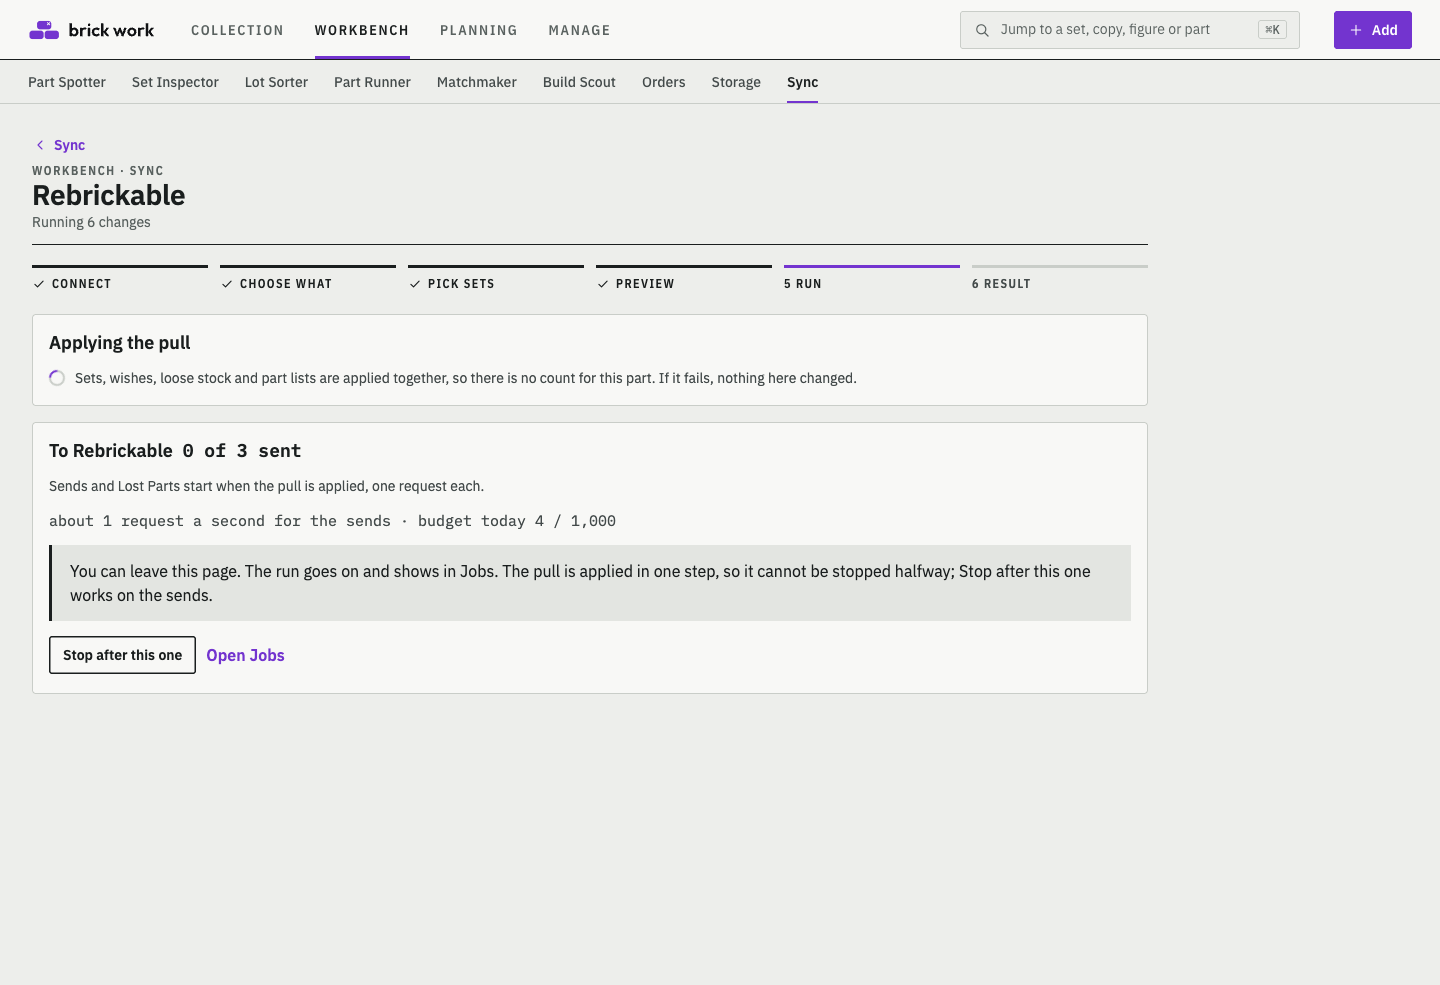 brick work
COLLECTION
WORKBENCH
PLANNING
MANAGE
Jump to a set, copy, figure or part
⌘K
Add
Part Spotter
Set Inspector
Lot Sorter
Part Runner
Matchmaker
Build Scout
Orders
Storage
Sync
Sync
WORKBENCH · SYNC
Rebrickable
Running 6 changes
CONNECT
CHOOSE WHAT
PICK SETS
PREVIEW
5 RUN
6 RESULT
Applying the pull
Sets, wishes, loose stock and part lists are applied together, so there is no count for this part. If it fails, nothing here changed.
To Rebrickable 0 of 3 sent
Sends and Lost Parts start when the pull is applied, one request each.
about 1 request a second for the sends · budget today 4 / 1,000
You can leave this page. The run goes on and shows in Jobs. The pull is applied in one step, so it cannot be stopped halfway; Stop after this one
works on the sends.
Stop after this one
Open Jobs